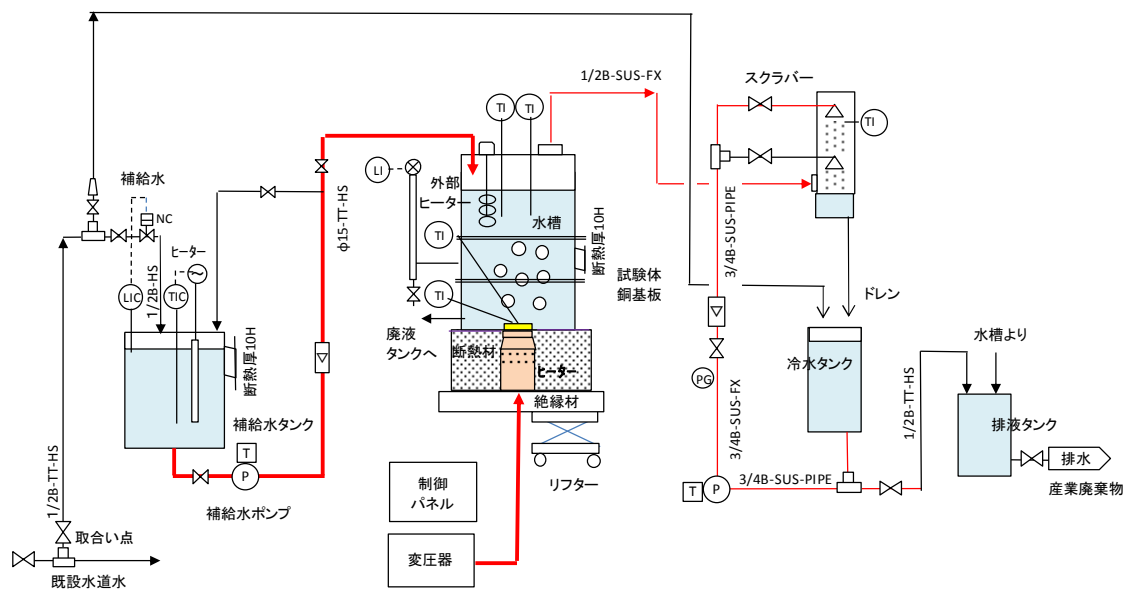 スクラバー
1/2B-SUS-FX
TI
TI
TI
補給水
LI
外部
ヒーター
水槽
NC
ヒーター
φ15-TT-HS
3/4B-SUS-PIPE
断熱厚10H
TI
LIC
TIC
1/2B-HS
試験体
銅基板
TI
ドレン
廃液
タンクへ
断熱材
ヒーター
断熱厚10H
水槽より
冷水タンク
PG
絶縁材
3/4B-SUS-FX
1/2B-TT-HS
排液タンク
補給水タンク
T
P
排水
1/2B-TT-HS
制御
パネル
リフター
T
P
3/4B-SUS-PIPE
産業廃棄物
補給水ポンプ
取合い点
変圧器
既設水道水